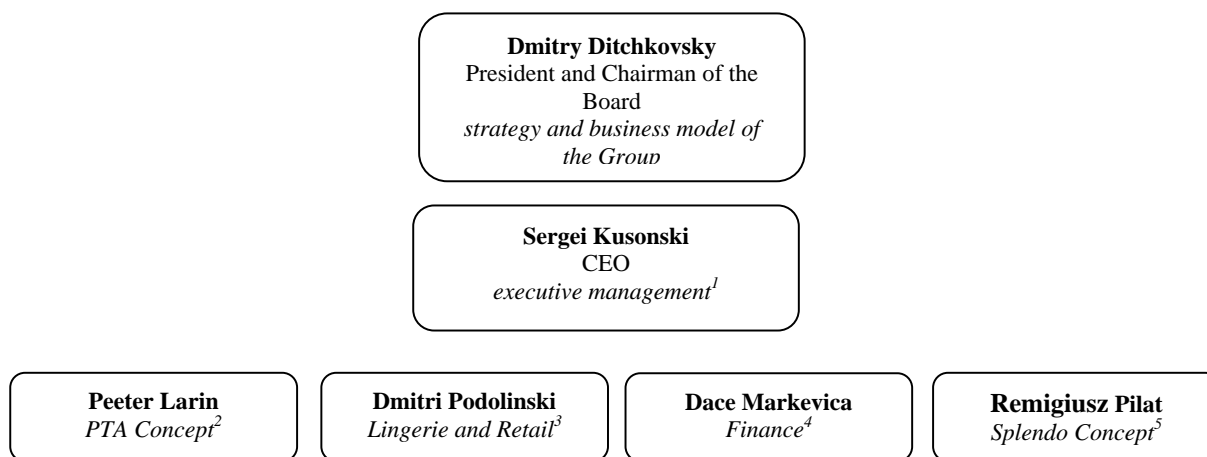 Dmitry Ditchkovsky
President and Chairman of the
Board
strategy and business model of
the Group
Sergei Kusonski
CEO
executive management1
Peeter Larin
PTA Concept2
Dmitri Podolinski
Lingerie and Retail3
Dace Markevica
Finance4
Remigiusz Pilat
Splendo Concept5